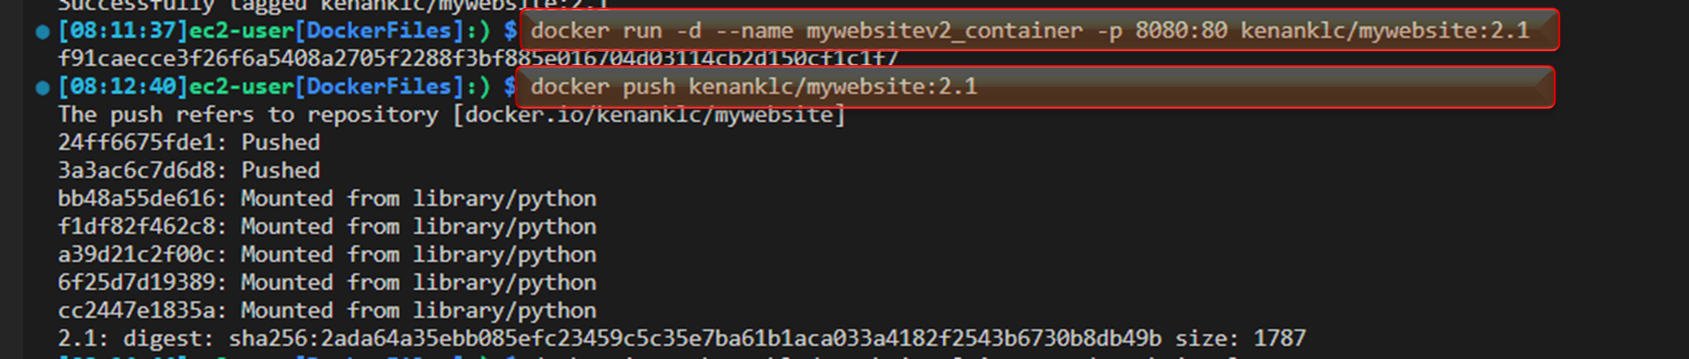 Successfully tagged kenanklc/mywebsite:2.1
[08:11:37]ec2-user[DockerFiles]:) $ docker run -d --name mywebsitev2_container -p 8080:80 kenanklc/mywebsite:2.1
f91caecce3f26f6a5408a2705f2288f3bf885e016704d03114cb2d150cf1c1f7
[08:12:40]ec2-user[DockerFiles]:) $ docker push kenanklc/mywebsite:2.1
The push refers to repository [docker.io/kenanklc/mywebsite]
24ff6675fde1: Pushed
3a3ac6c7d6d8: Pushed
bb48a55de616: Mounted from library/python
f1df82f462c8: Mounted from library/python
a39d21c2f00c: Mounted from library/python
6f25d7d19389: Mounted from library/python
cc2447e1835a: Mounted from library/python
2.1: digest: sha256:2ada64a35ebb085efc23459c5c35e7ba61b1aca033a4182f2543b6730b8db49b size: 1787